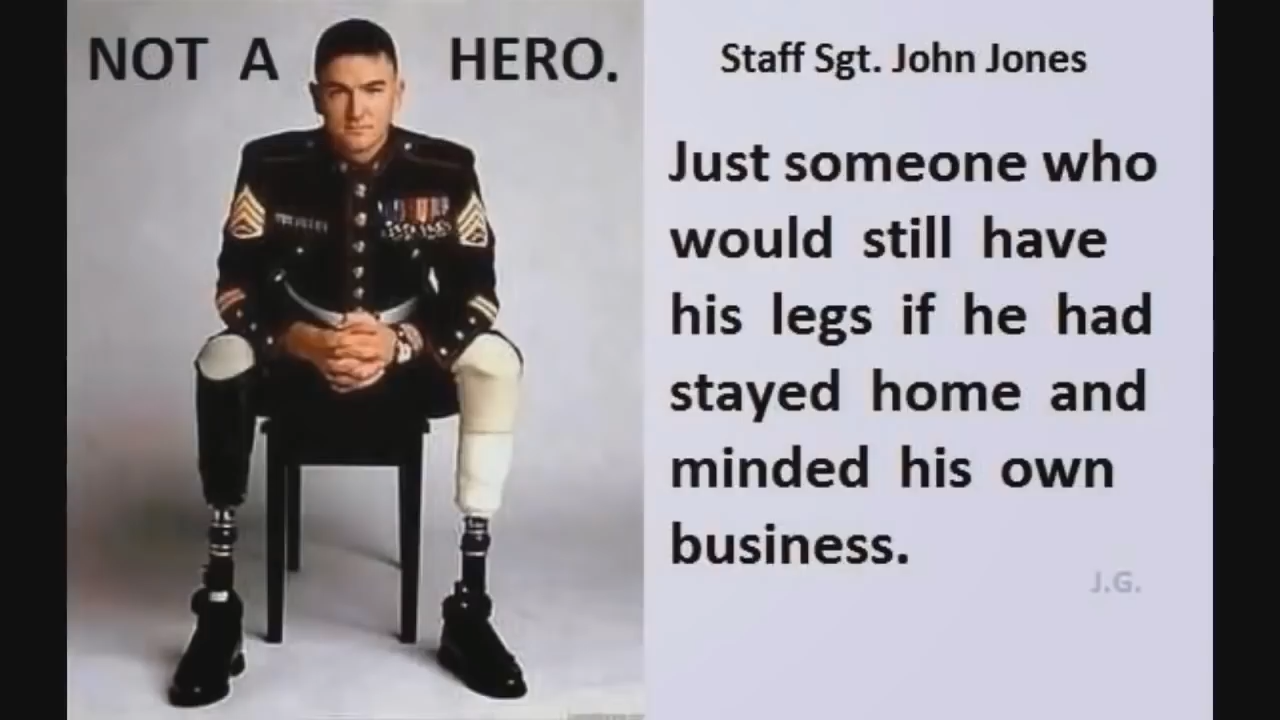 NOT A HERO.
Staff Sgt. John Jones
Just someone who
would still have
his legs if he had
stayed home and
minded his own
business.
J.G.